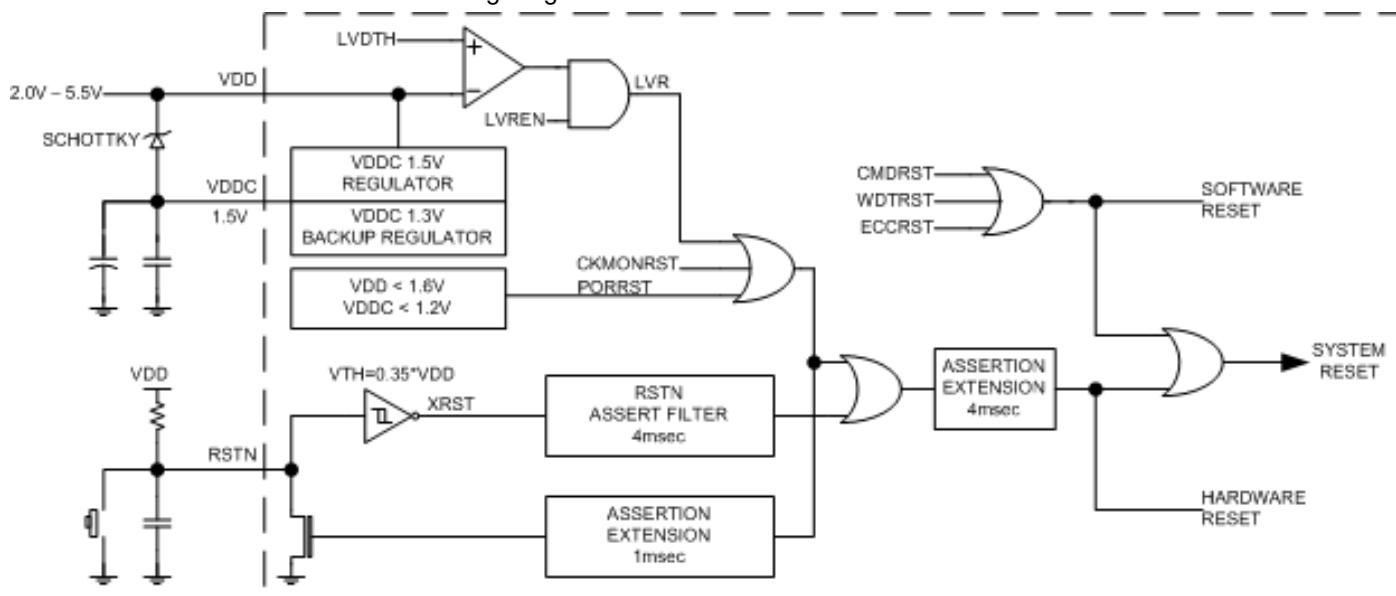 LVDTH
VDD
2.0V – 5.5V
LVREN
LVR
SCHOTTKY
VDDC 1.5V
REGULATOR
VDDC
1.5V
VDDC 1.3V
BACKUP REGULATOR
CMDRST
WDTRST
ECCRST
SOFTWARE
RESET
CKMONRST
PORRST
VDD < 1.6V
VDDC < 1.2V
VDD
VTH=0.35*VDD
XRST
RSTN
ASSERT FILTER
4msec
ASSERTION
EXTENSION
4msec
SYSTEM
RESET
RSTN
ASSERTION
EXTENSION
1msec
HARDWARE
RESET